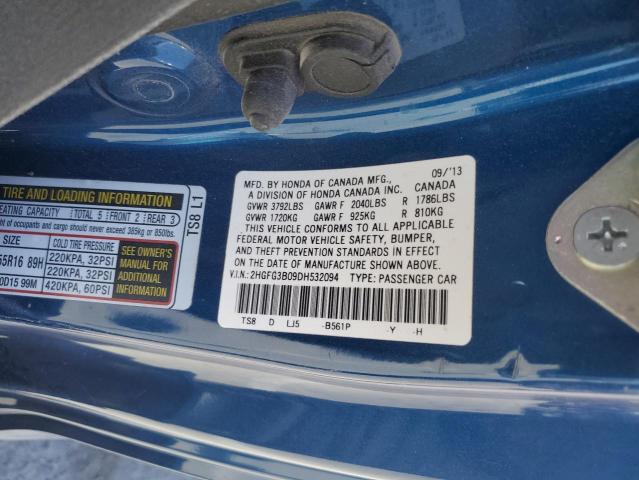 TIRE AND LOADING INFORMATION
EATING CAPACITY TOTAL 5 FRONT 2 REAR 3
ht of occupants and cargo should never exceed 385kg or 850lbs.
SIZE COLD TIRE PRESSURE
55R16 89H 220KPA, 32PSI
220KPA, 32PSI
0D15 99M 420KPA, 60PSI
SEE OWNER'S
MANUAL FOR
ADDITIONAL
INFORMATION
TS8 L1
MFD. BY HONDA OF CANADA MFG., 09/'13
A DIVISION OF HONDA CANADA INC. CANADA
GVWR 3792LBS GAWR F 2040LBS R 1786LBS
GVWR 1720KG GAWR F 925KG R 810KG
THIS VEHICLE CONFORMS TO ALL APPLICABLE
FEDERAL MOTOR VEHICLE SAFETY, BUMPER,
AND THEFT PREVENTION STANDARDS IN EFFECT
ON THE DATE OF MANUFACTURE SHOWN ABOVE.
V.I.N.: 2HGFG3B09DH532094 TYPE: PASSENGER CAR
TS8 D LJ5 -B561P -Y -H